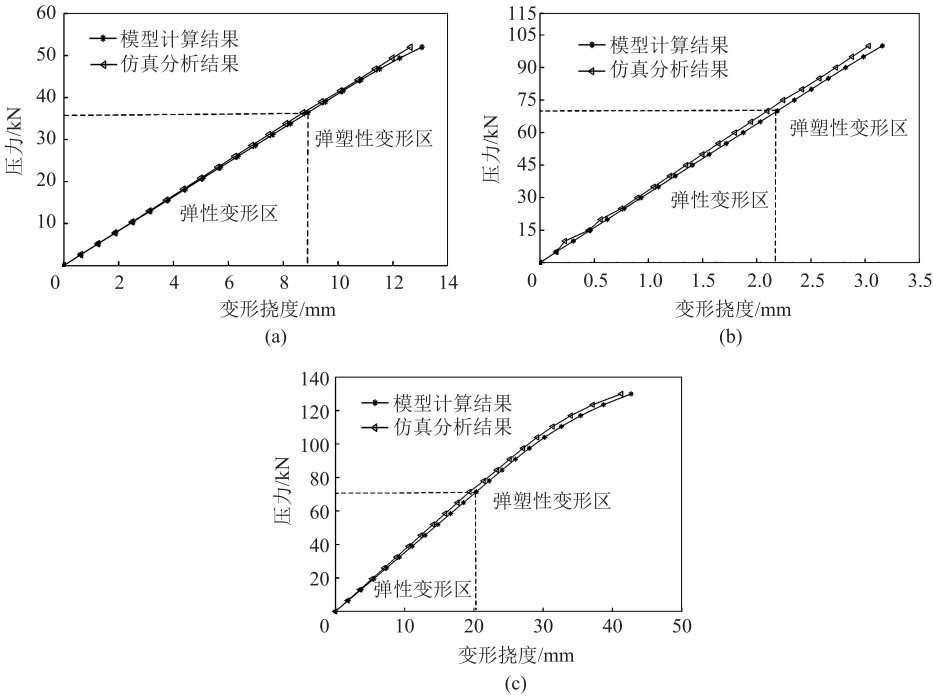 60
50
40
30
20
10
0
2
4
6
8
10
12
14
压力/kN
变形挠度/mm
模型计算结果
仿真分析结果
弹塑性变形区
弹性变形区
(a)
115
105
90
75
60
45
30
15
0
0.5
1.0
1.5
2.0
2.5
3.0
3.5
压力/kN
变形挠度/mm
模型计算结果
仿真分析结果
弹塑性变形区
弹性变形区
(b)
140
120
100
80
60
40
20
0
10
20
30
40
50
压力/kN
变形挠度/mm
模型计算结果
仿真分析结果
弹塑性变形区
弹性变形区
(c)